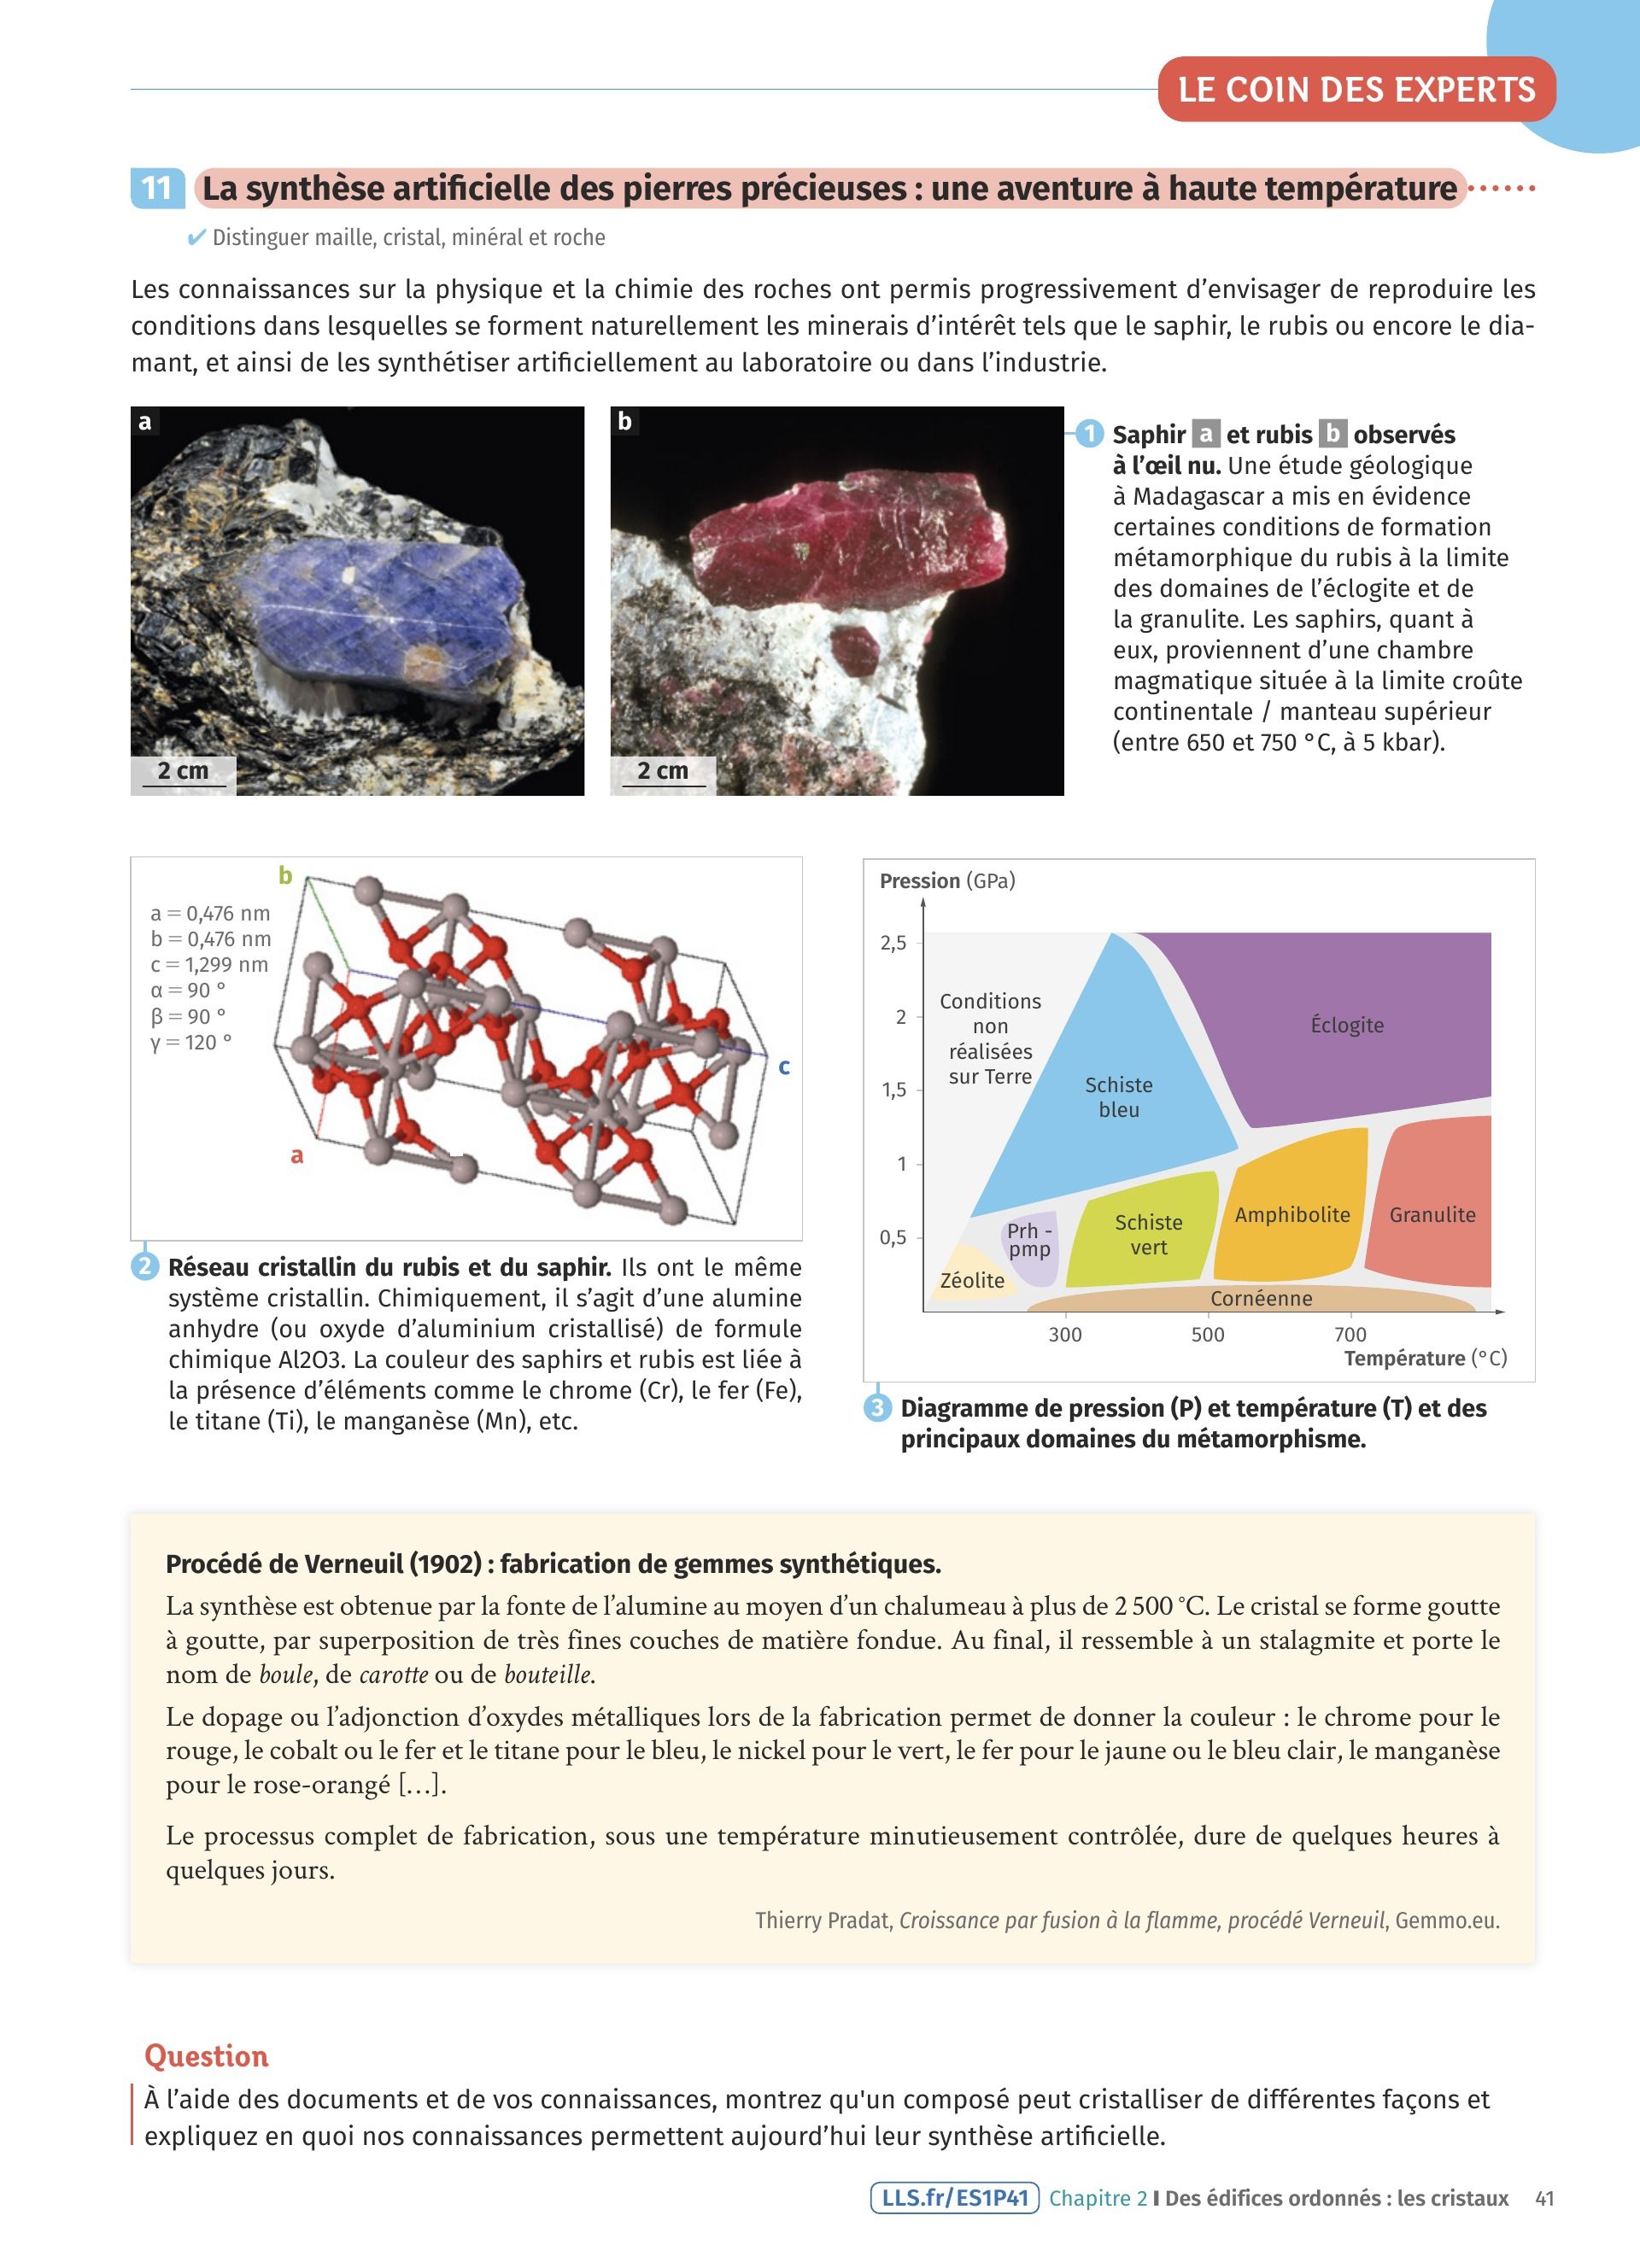 LE COIN DES EXPERTS
11 La synthèse artificielle des pierres précieuses : une aventure à haute température
✔ Distinguer maille, cristal, minéral et roche
Les connaissances sur la physique et la chimie des roches ont permis progressivement d’envisager de reproduire les
conditions dans lesquelles se forment naturellement les minerais d’intérêt tels que le saphir, le rubis ou encore le dia-
mant, et ainsi de les synthétiser artificiellement au laboratoire ou dans l’industrie.
a
2 cm
b
2 cm
1 Saphir a et rubis b observés
à l’œil nu. Une étude géologique
à Madagascar a mis en évidence
certaines conditions de formation
métamorphique du rubis à la limite
des domaines de l’éclogite et de
la granulite. Les saphirs, quant à
eux, proviennent d’une chambre
magmatique située à la limite croûte
continentale / manteau supérieur
(entre 650 et 750 °C, à 5 kbar).
b
a = 0,476 nm
b = 0,476 nm
c = 1,299 nm
α = 90 °
β = 90 °
γ = 120 °
c
a
2 Réseau cristallin du rubis et du saphir. Ils ont le même
système cristallin. Chimiquement, il s’agit d’une alumine
anhydre (ou oxyde d’aluminium cristallisé) de formule
chimique Al2O3. La couleur des saphirs et rubis est liée à
la présence d’éléments comme le chrome (Cr), le fer (Fe),
le titane (Ti), le manganèse (Mn), etc.
Pression (GPa)
2,5
2
1,5
1
0,5
Conditions
non
réalisées
sur Terre
Schiste
bleu
Éclogite
Prh -
pmp
Schiste
vert
Amphibolite
Granulite
Zéolite
Cornéenne
300 500 700
Température (°C)
3 Diagramme de pression (P) et température (T) et des
principaux domaines du métamorphisme.
Procédé de Verneuil (1902) : fabrication de gemmes synthétiques.
La synthèse est obtenue par la fonte de l’alumine au moyen d’un chalumeau à plus de 2 500 °C. Le cristal se forme goutte
à goutte, par superposition de très fines couches de matière fondue. Au final, il ressemble à un stalagmite et porte le
nom de boule, de carotte ou de bouteille.
Le dopage ou l’adjonction d’oxydes métalliques lors de la fabrication permet de donner la couleur : le chrome pour le
rouge, le cobalt ou le fer et le titane pour le bleu, le nickel pour le vert, le fer pour le jaune ou le bleu clair, le manganèse
pour le rose-orangé […].
Le processus complet de fabrication, sous une température minutieusement contrôlée, dure de quelques heures à
quelques jours.
Thierry Pradat, Croissance par fusion à la flamme, procédé Verneuil, Gemmo.eu.
Question
À l’aide des documents et de vos connaissances, montrez qu'un composé peut cristalliser de différentes façons et
expliquez en quoi nos connaissances permettent aujourd’hui leur synthèse artificielle.
LLS.fr/ES1P41 Chapitre 2 I Des édifices ordonnés : les cristaux 41